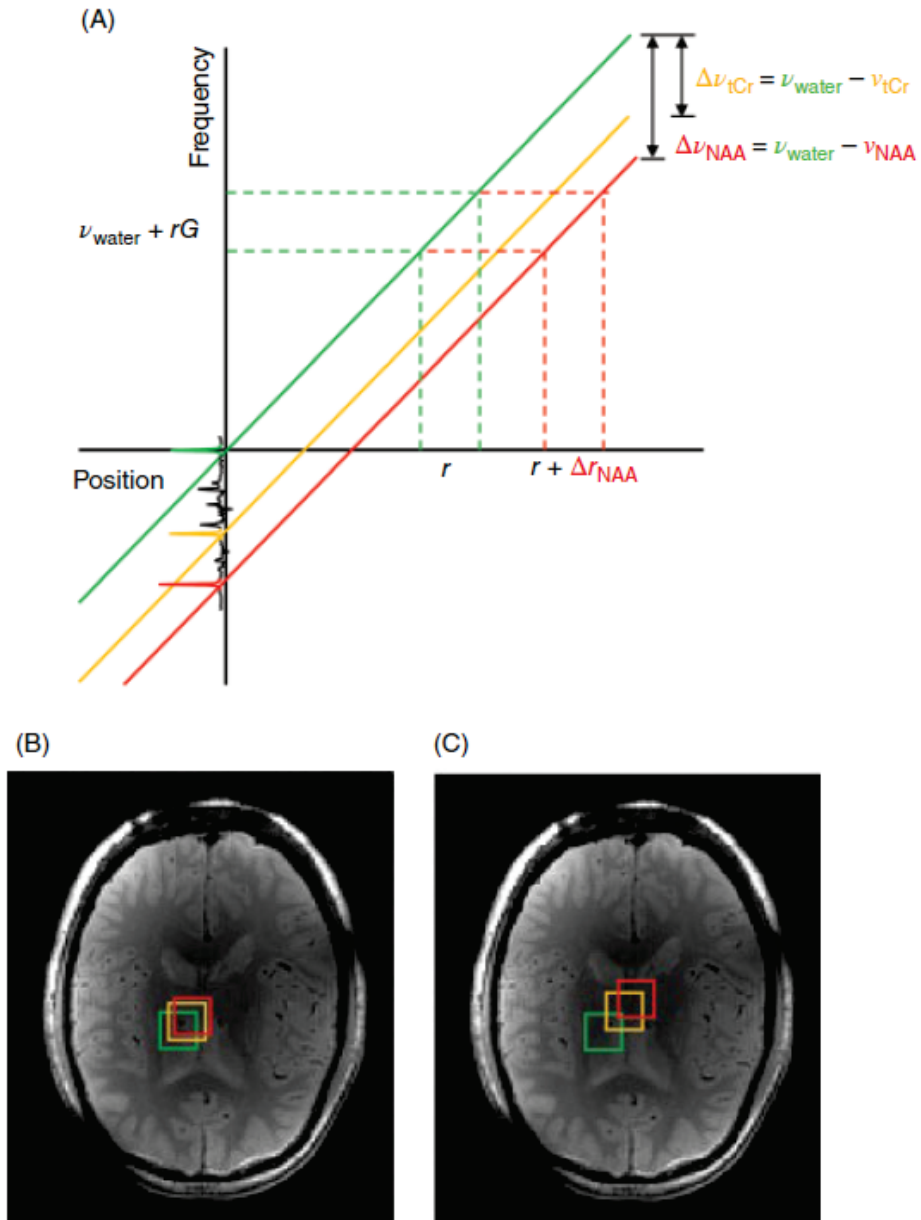 (A)
Frequency
Δν_tCr = ν_water − ν_tCr
Δν_NAA = ν_water − ν_NAA
ν_water + rG
Position
r
r + Δr_NAA
(B)
(C)